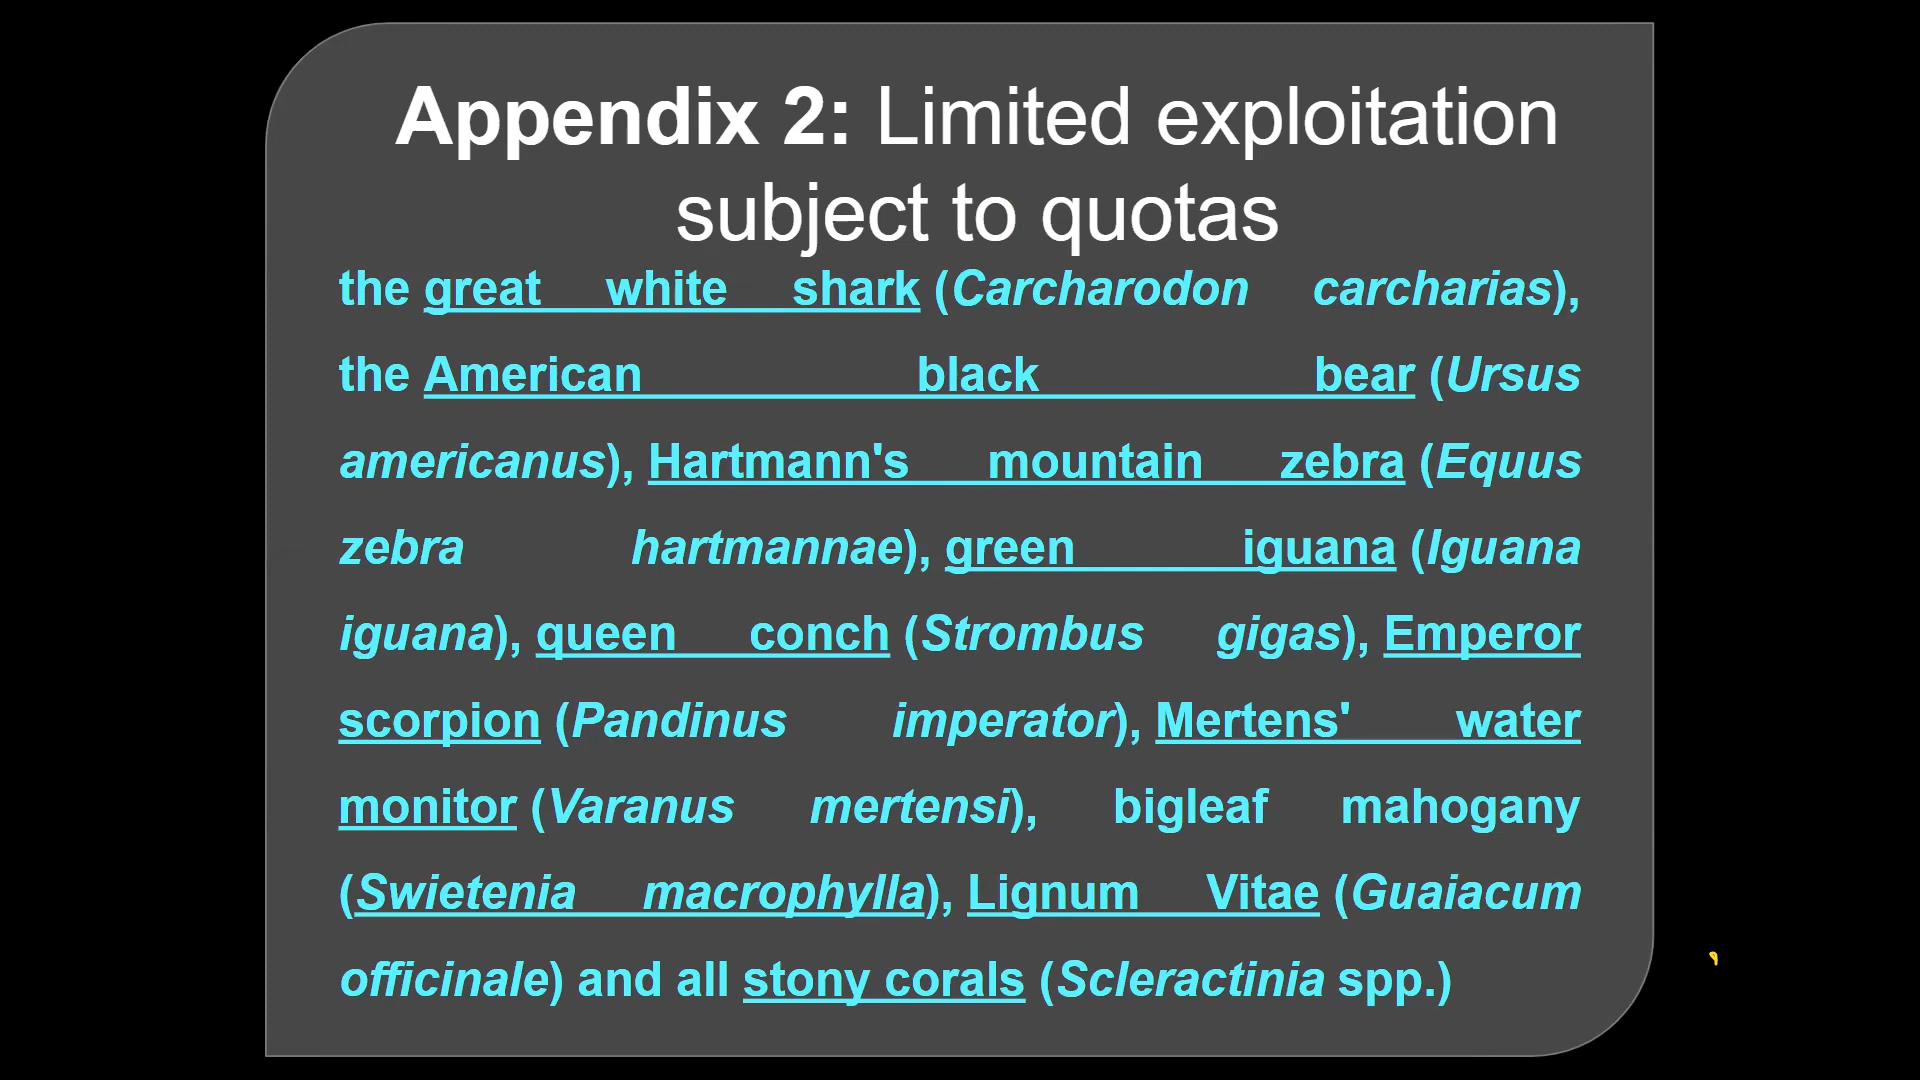 Appendix 2: Limited exploitation
subject to quotas
the great white shark (Carcharodon carcharias),
the American black bear (Ursus
americanus), Hartmann's mountain zebra (Equus
zebra hartmannae), green iguana (Iguana
iguana), queen conch (Strombus gigas), Emperor
scorpion (Pandinus imperator), Mertens' water
monitor (Varanus mertensi), bigleaf mahogany
(Swietenia macrophylla), Lignum Vitae (Guaiacum
officinale) and all stony corals (Scleractinia spp.)